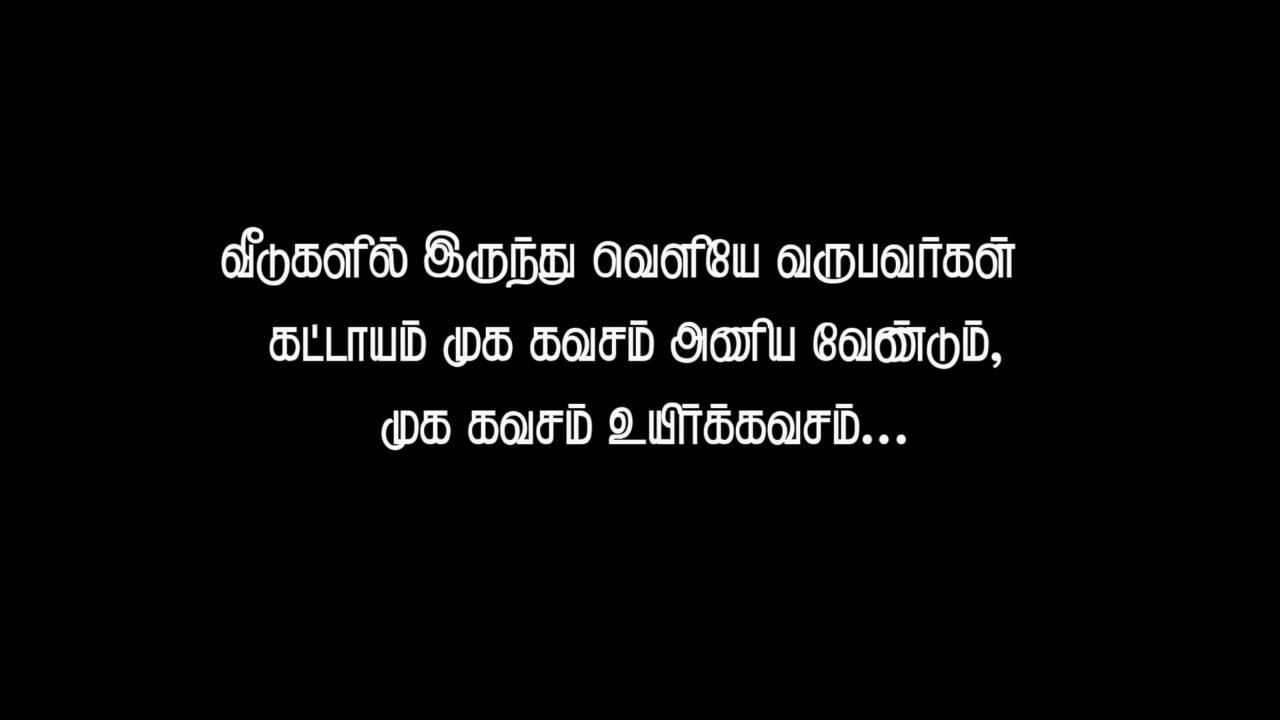 வீடுகளில் இருந்து வெளியே வருபவர்கள்
கட்டாயம் முக கவசம் அணிய வேண்டும்,
முக கவசம் உயிர்க்கவசம்...